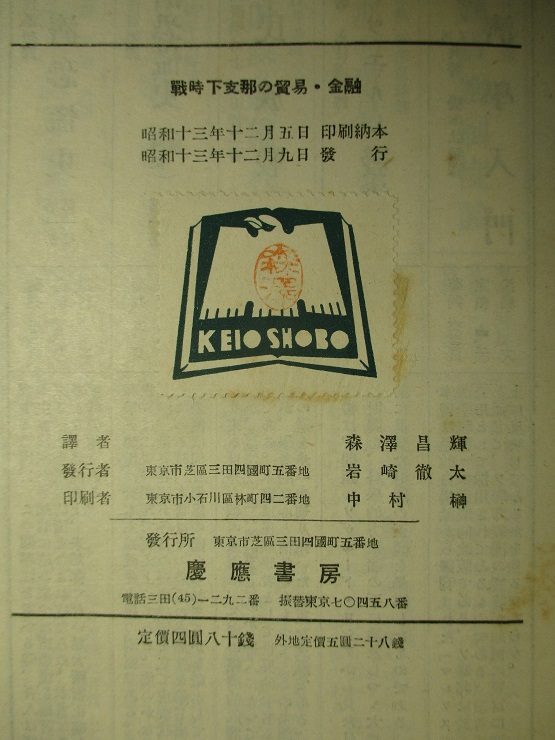 戰時下支那の貿易・金融
昭和十三年十二月五日 印刷納本
昭和十三年十二月九日 發行
KEIO SHOBO
譯者 森澤昌輝
發行者 東京市芝區三田四國町五番地 岩崎徹太
印刷者 東京市小石川區林町四二番地 中村榊
發行所 東京市芝區三田四國町五番地
慶應書房
電話三田(45)一二九二番 振替東京七〇四五八番
定價四圓八十錢 外地定價五圓二十八錢